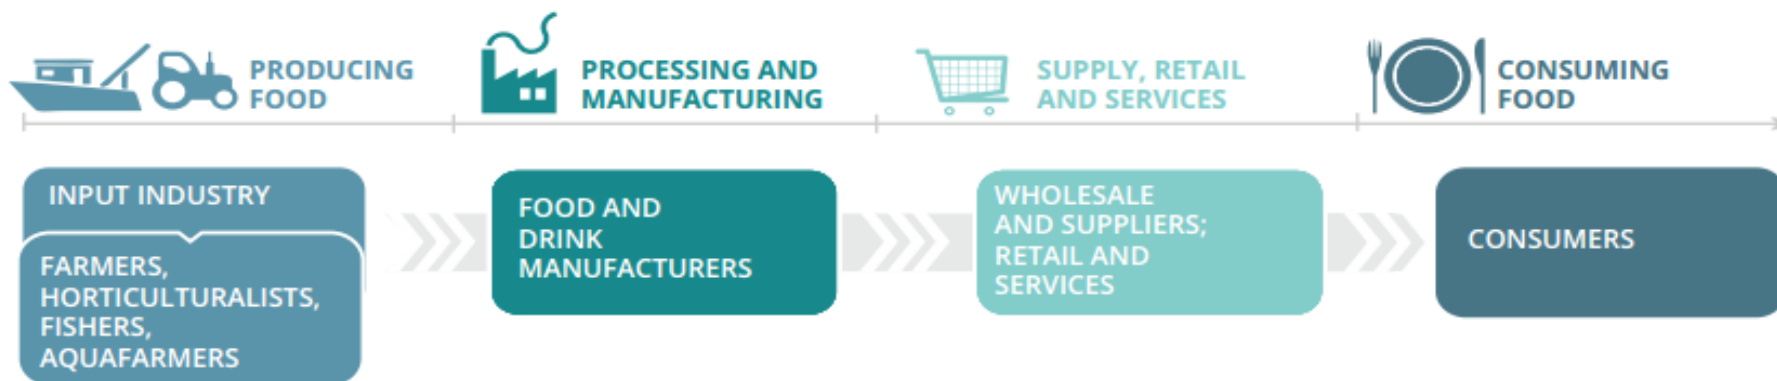 PRODUCING
FOOD
PROCESSING AND
MANUFACTURING
SUPPLY, RETAIL
AND SERVICES
CONSUMING
FOOD
INPUT INDUSTRY
FARMERS,
HORTICULTURALISTS,
FISHERS,
AQUAFARMERS
FOOD AND
DRINK
MANUFACTURERS
WHOLESALE
AND SUPPLIERS;
RETAIL AND
SERVICES
CONSUMERS